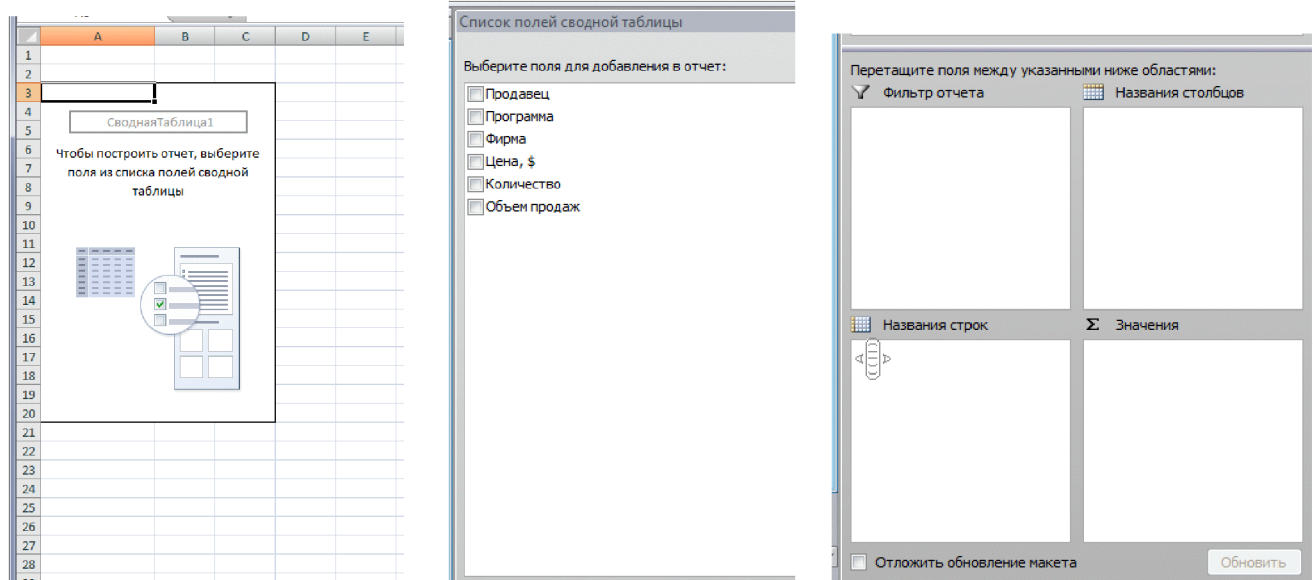 A B C D E
1
2
3
4
СводнаяТаблица1
5
6
Чтобы построить отчет, выберите
7
поля из списка полей сводной
8
таблицы
9
10
11
12
13
14
15
16
17
18
19
20
21
22
23
24
25
26
27
28
Список полей сводной таблицы
Выберите поля для добавления в отчет:
Продавец
Программа
Фирма
Цена, $
Количество
Объем продаж
Перетащите поля между указанными ниже областями:
Фильтр отчета
Названия столбцов
Названия строк
Σ Значения
Отложить обновление макета
Обновить